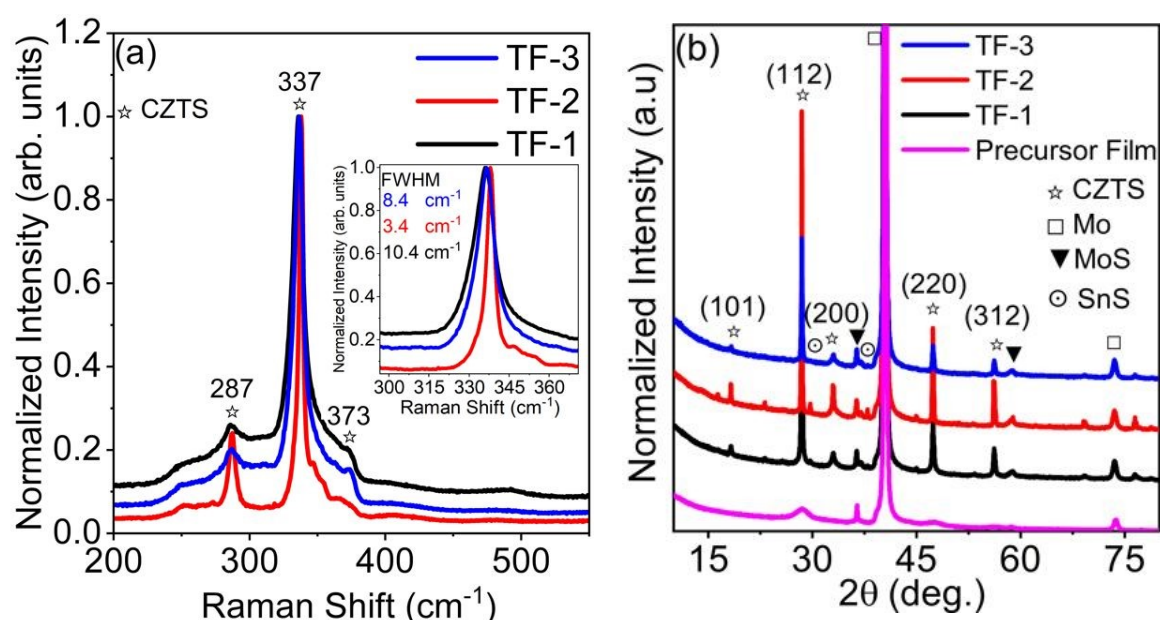 (a)
Normalized Intensity (arb. units)
1.2
1.0
0.8
0.6
0.4
0.2
0.0
☆ CZTS
337
☆
287
☆
373
☆
TF-3
TF-2
TF-1
Normalized Intensity (arb. units)
1.0
0.8
0.6
0.4
0.2
FWHM
8.4 cm⁻¹
3.4 cm⁻¹
10.4 cm⁻¹
300 315 330 345 360
Raman Shift (cm⁻¹)
200 300 400 500
Raman Shift (cm⁻¹)
(b)
Normalized Intensity (a.u)
□ Mo
TF-3
TF-2
TF-1
Precursor Film
☆ CZTS
□ Mo
▼ MoS
⊙ SnS
(112)
☆
(101)
☆
(200)
⊙ ☆ ▼ ⊙
(220)
☆
(312)
☆ ▼
□
15 30 45 60 75
2θ (deg.)